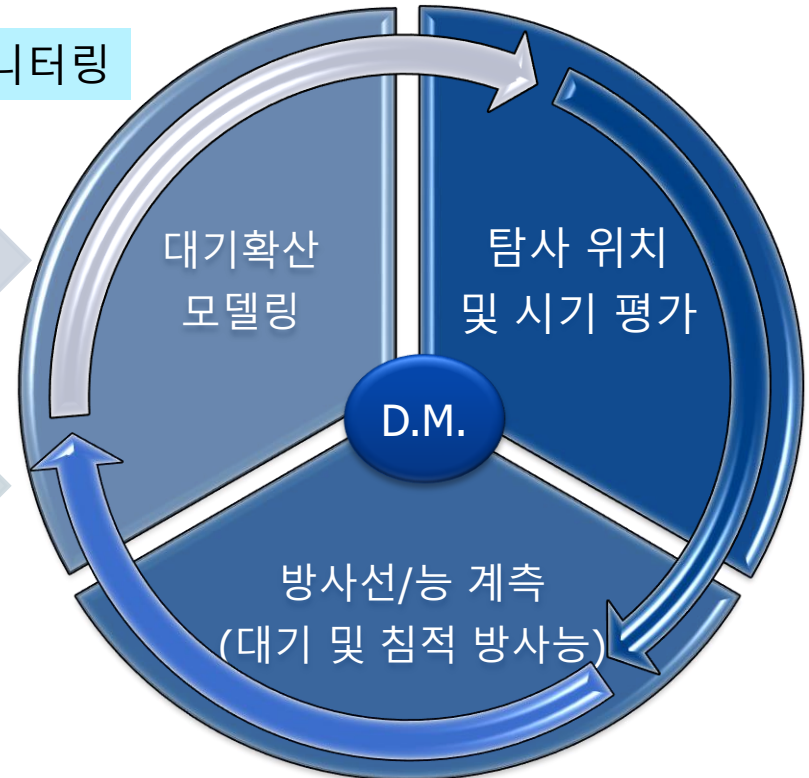 니터링
대기확산
모델링
탐사 위치
및 시기 평가
D.M.
방사선/능 계측
(대기 및 침적 방사능)